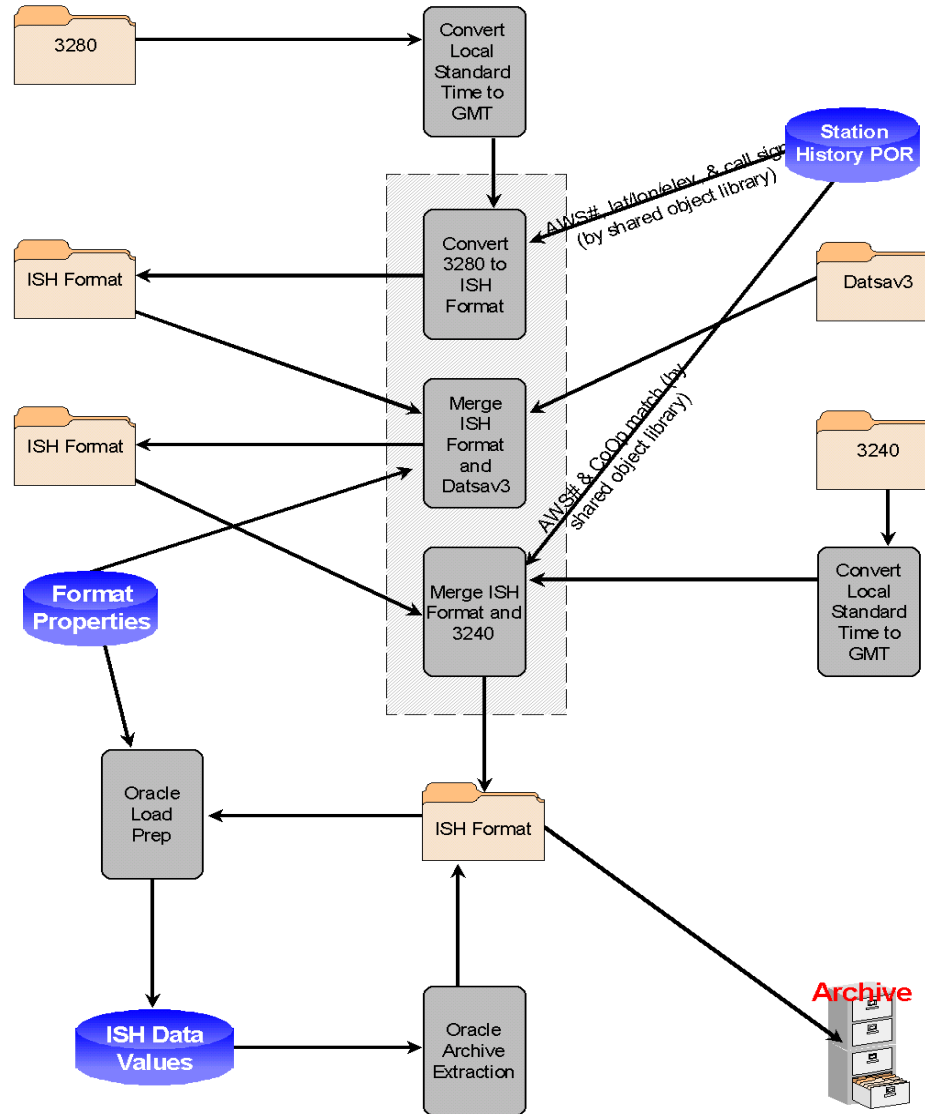 3280
Convert
Local
Standard
Time to
GMT
Station
History POR
AWS#, lat/lon/elev, & call sign
(by shared object library)
Convert
3280 to
ISH
Format
ISH Format
Datsav3
Merge
ISH
Format
and
Datsav3
ISH Format
3240
AWS# & CoOp match (by
shared object library)
Merge ISH
Format and
3240
Convert
Local
Standard
Time to
GMT
Format
Properties
Oracle
Load
Prep
ISH Format
Archive
ISH Data
Values
Oracle
Archive
Extraction